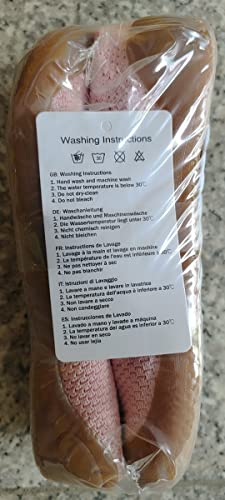 Washing Instructions
30
GB: Washing Instructions
1. Hand wash and machine wash
2. The water temperature is below 30℃
3. Do not dry-clean
4. Do not bleach
DE: Waschanleitung
1. Handwäsche und Maschinenwäsche
2. Die Wassertemperatur liegt unter 30℃
3. Nicht chemisch reinigen
4. Nicht bleichen
FR: Instructions de Lavage
1. Lavage à la main et lavage en machine
2. La température de l'eau est inférieure à 30℃
3. Ne pas nettoyer à sec
4. Ne pas blanchir
IT: Istruzioni di Lavaggio
1. Lavare a mano e lavare in lavatrice
2. La temperatura dell'acqua è inferiore a 30℃
3. Non lavare a secco
4. Non candeggiare
ES: Instrucciones de Lavado
1. Lavado a mano y lavado a máquina
2. La temperatura del agua es inferior a 30℃
3. No lavar en seco
4. No usar lejía